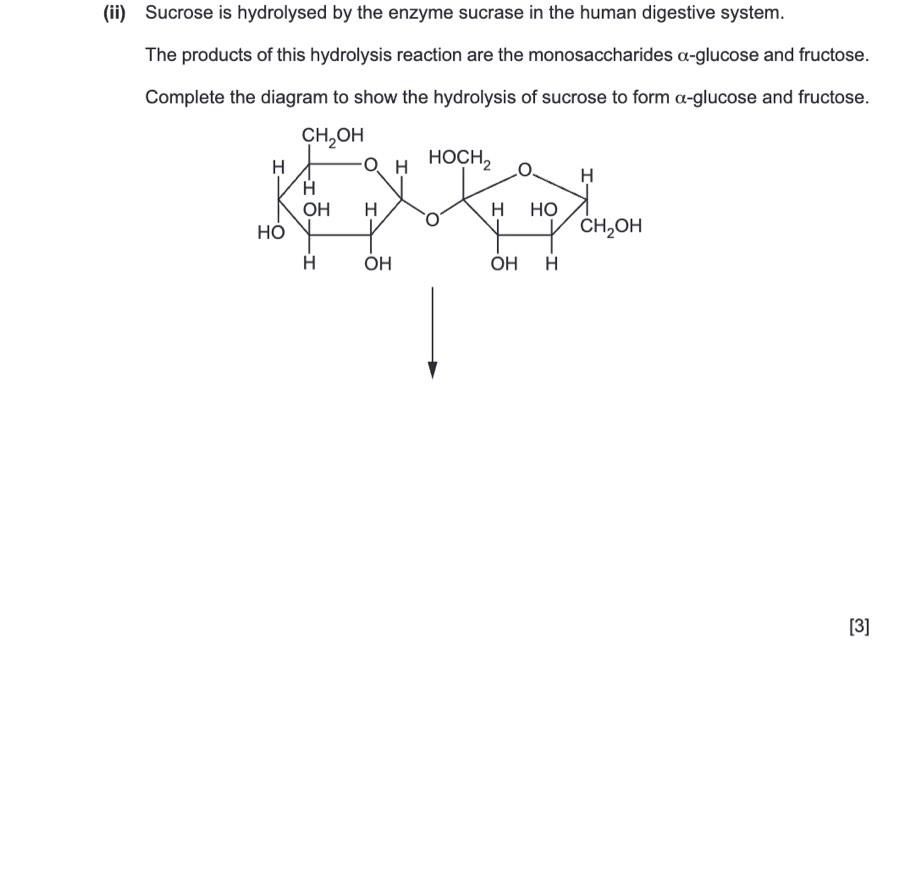 (ii) Sucrose is hydrolysed by the enzyme sucrase in the human digestive system.
The products of this hydrolysis reaction are the monosaccharides α-glucose and fructose.
Complete the diagram to show the hydrolysis of sucrose to form α-glucose and fructose.
CH₂OH
H O H HOCH₂ O H
H
OH H H HO
HO O CH₂OH
H OH OH H
[3]